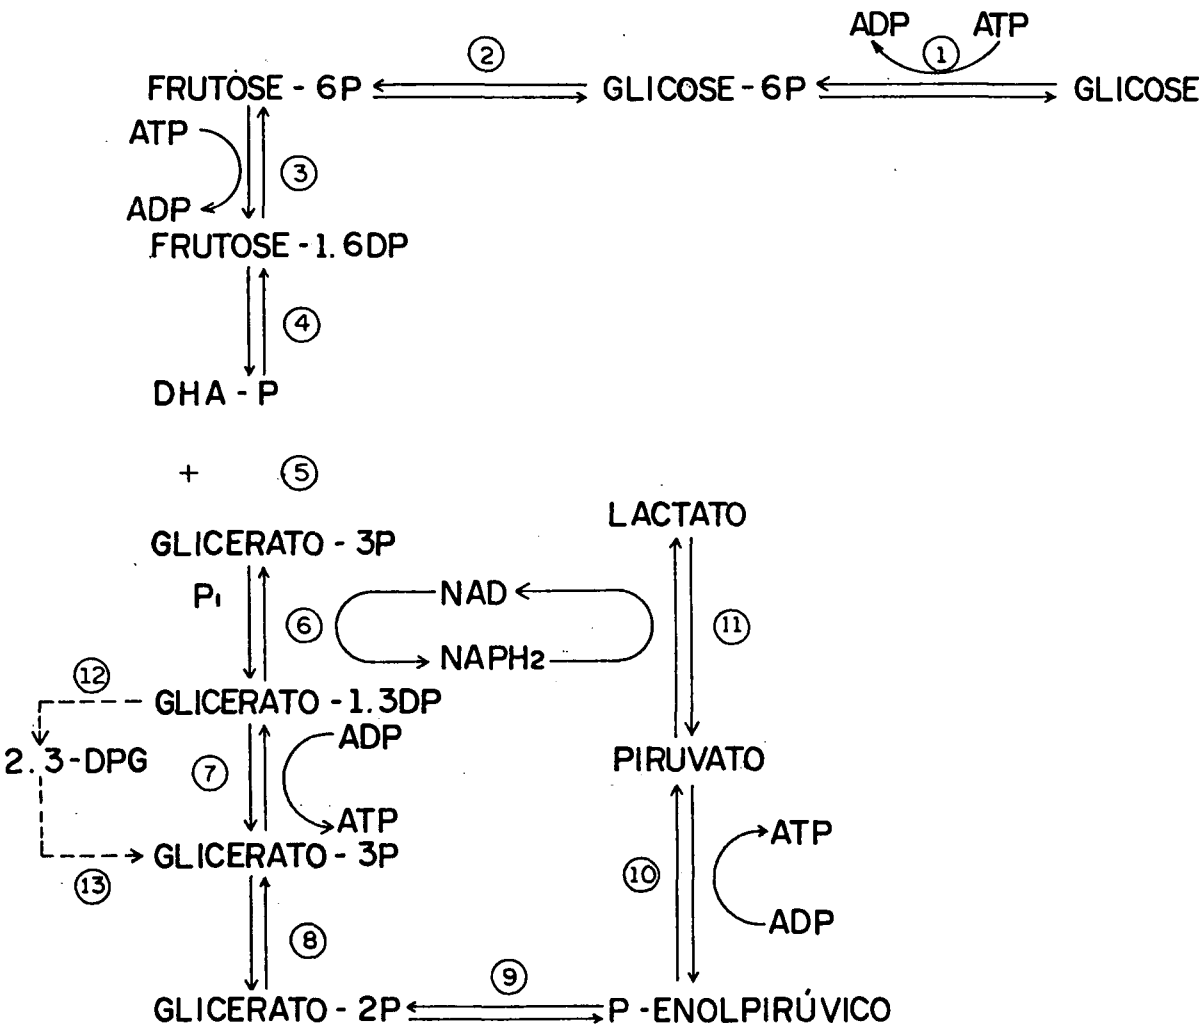 ADP ATP
2 1
FRUTOSE - 6P GLICOSE - 6P GLICOSE
ATP
3
ADP
FRUTOSE - 1.6DP
4
DHA - P
+ 5
LACTATO
GLICERATO - 3P
P1 NAD
6 11
NAPH2
12
GLICERATO - 1.3DP
ADP
2.3-DPG 7 PIRUVATO
ATP ATP
GLICERATO - 3P
13 10
ADP
8
9
GLICERATO - 2P P - ENOLPIRÚVICO